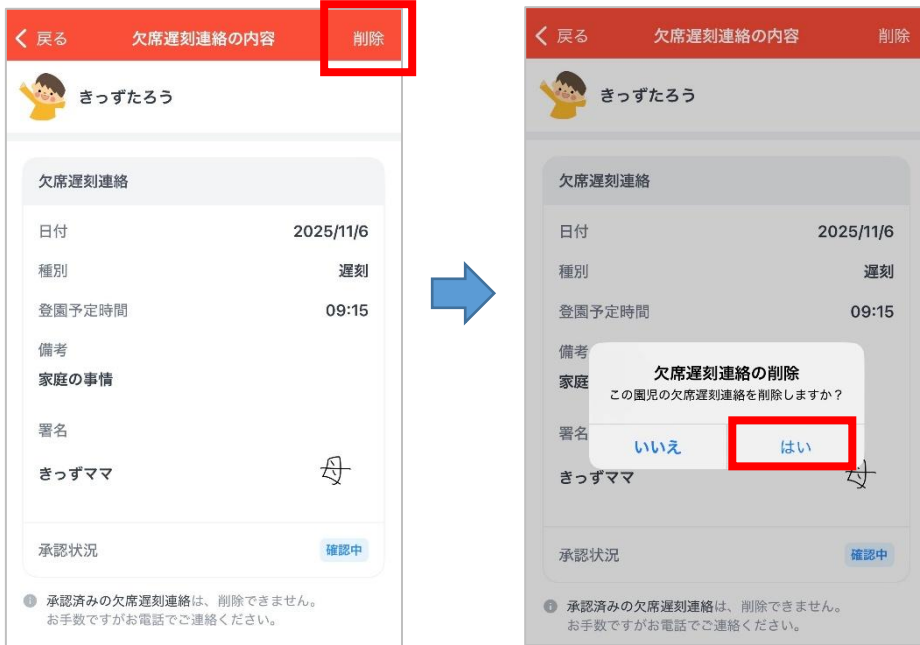 戻る 欠席遅刻連絡の内容 削除
きっずたろう
欠席遅刻連絡
日付 2025/11/6
種別 遅刻
登園予定時間 09:15
備考
家庭の事情
署名
きっずママ 母
承認状況 確認中
承認済みの欠席遅刻連絡は、削除できません。
お手数ですがお電話でご連絡ください。
戻る 欠席遅刻連絡の内容 削除
きっずたろう
欠席遅刻連絡
日付 2025/11/6
種別 遅刻
登園予定時間 09:15
備考
家庭
欠席遅刻連絡の削除
この園児の欠席遅刻連絡を削除しますか？
いいえ はい
署名
きっずママ 母
承認状況 確認中
承認済みの欠席遅刻連絡は、削除できません。
お手数ですがお電話でご連絡ください。